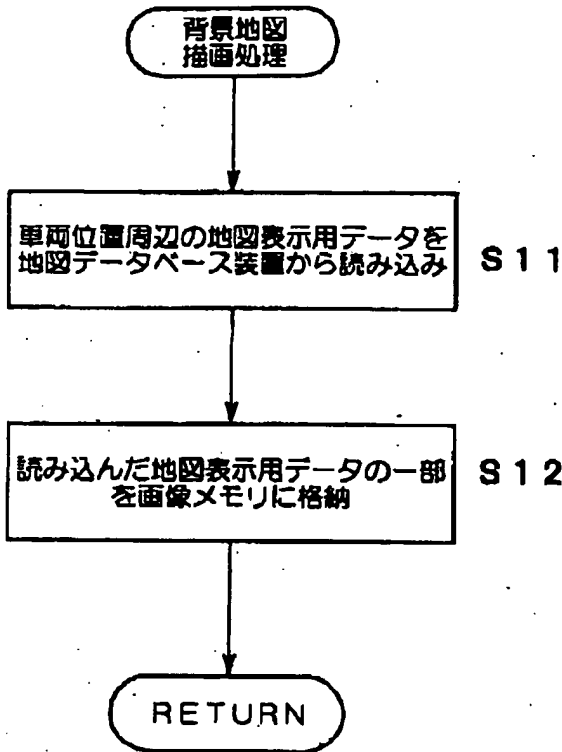 背景地図
描画処理
車両位置周辺の地図表示用データを
地図データベース装置から読み込み
S11
読み込んだ地図表示用データの一部
を画像メモリに格納
S12
RETURN